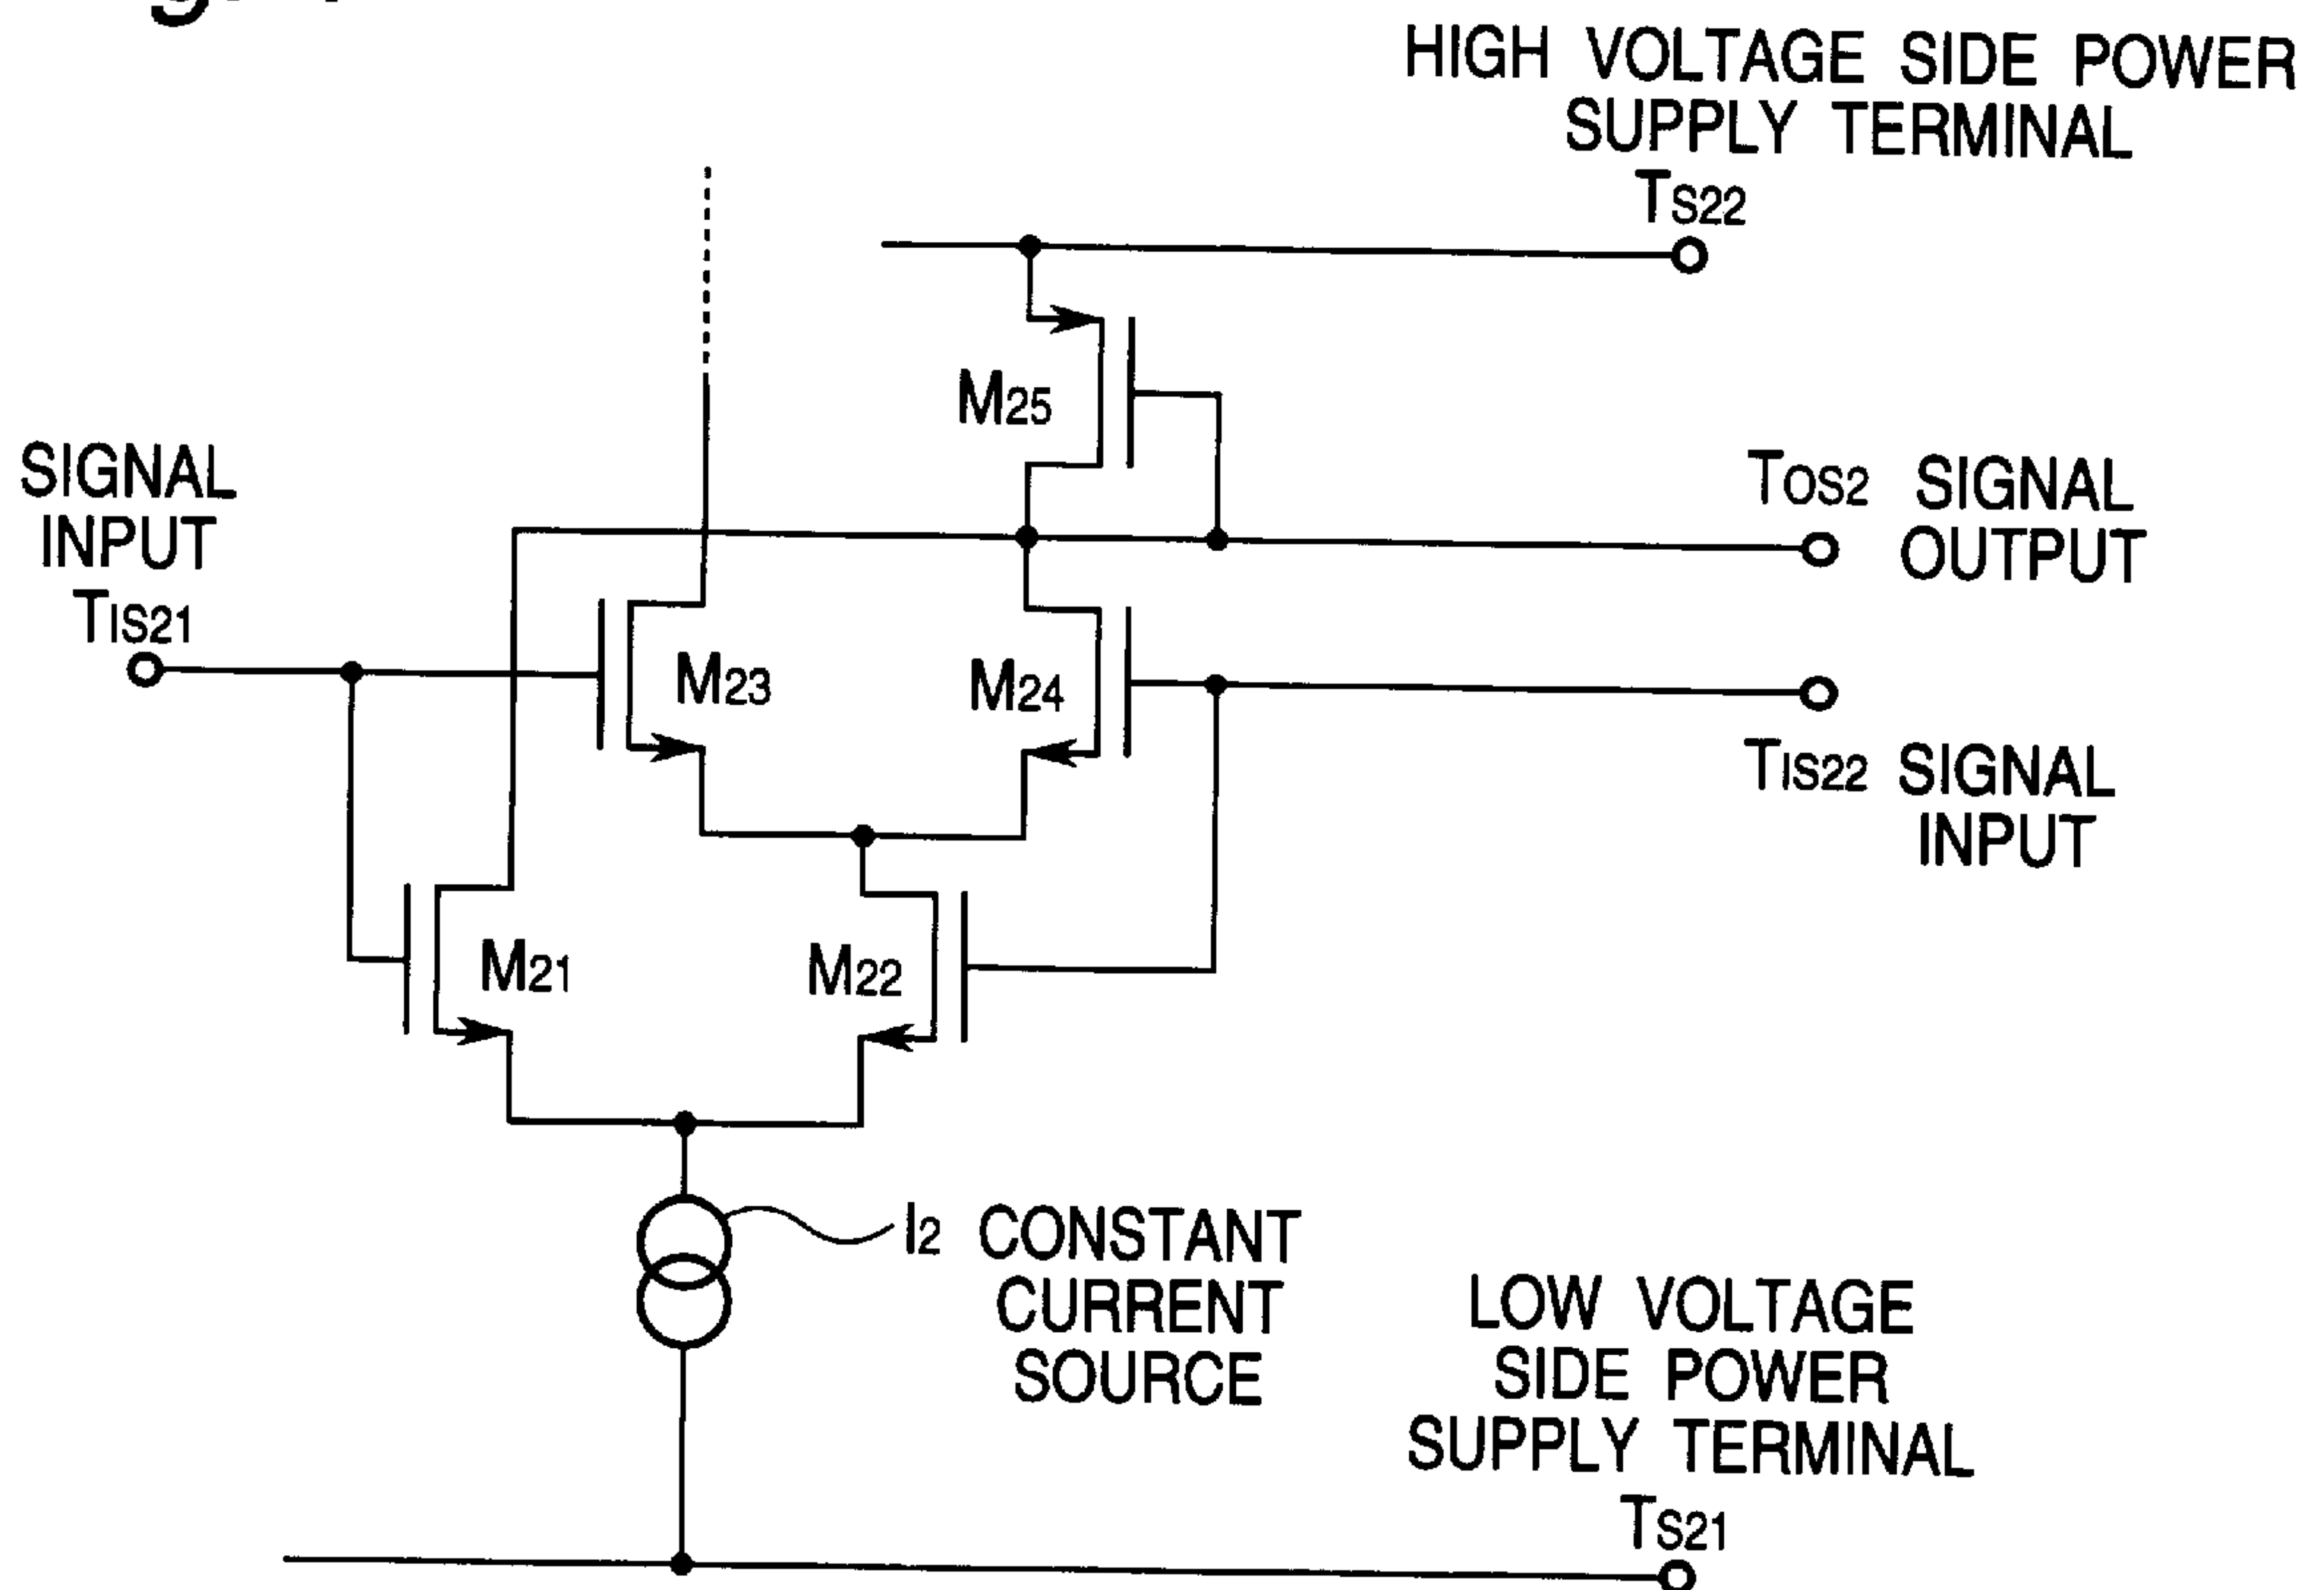 HIGH VOLTAGE SIDE POWER
SUPPLY TERMINAL
TS22
M25
SIGNAL
INPUT
TIS21
TOS2 SIGNAL
OUTPUT
M23
M24
TIS22 SIGNAL
INPUT
M21
M22
I2 CONSTANT
CURRENT
SOURCE
LOW VOLTAGE
SIDE POWER
SUPPLY TERMINAL
TS21